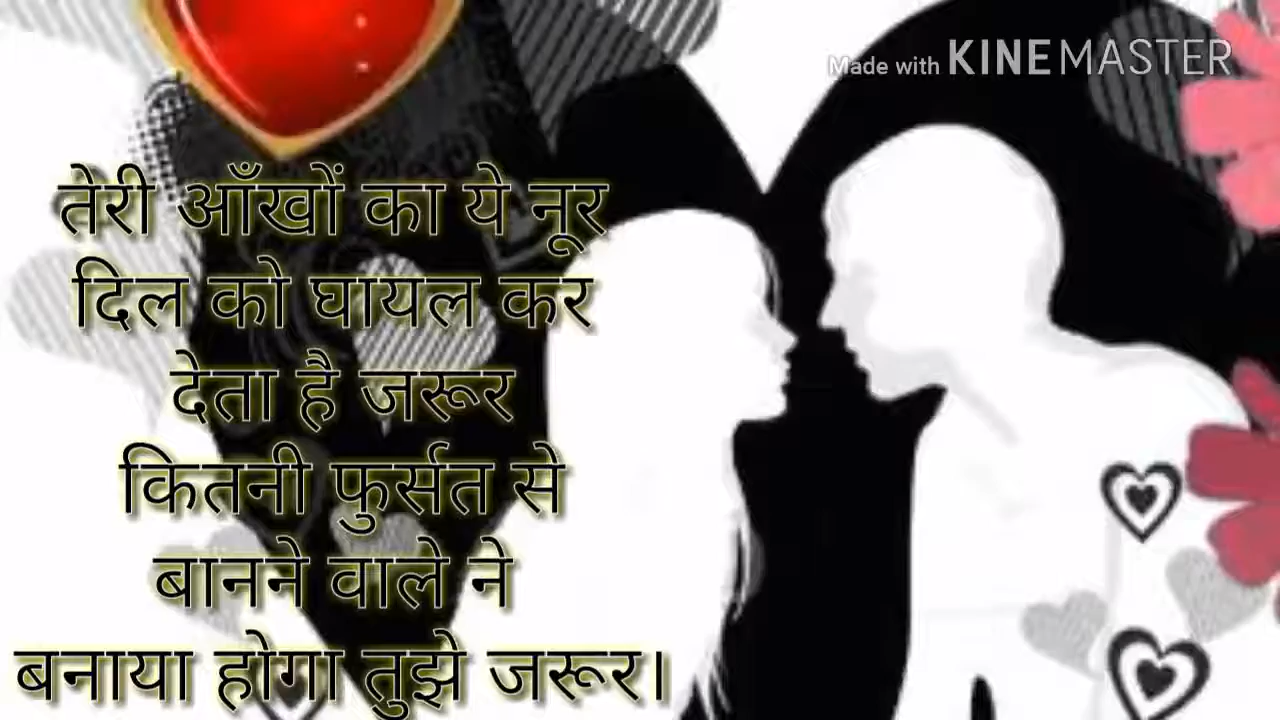 Made with KINEMASTER
तेरी आँखों का ये नूर
दिल को घायल कर
देता है जरूर
कितनी फुर्सत से
बानने वाले ने
बनाया होगा तुझे जरूर।